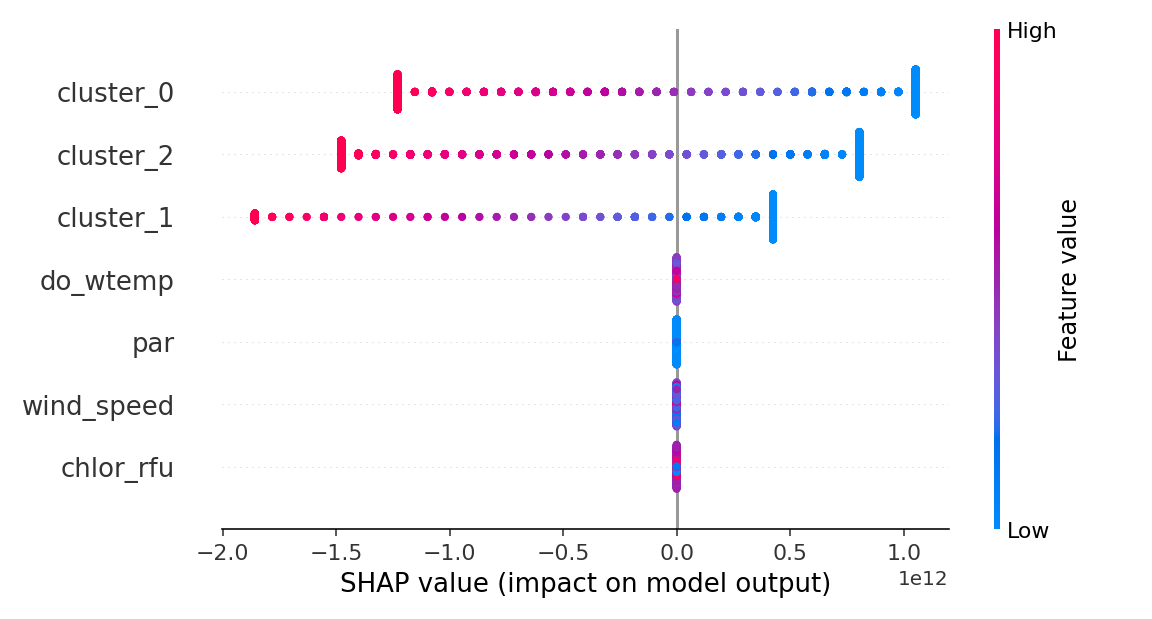 High
cluster_0
cluster_2
cluster_1
do_wtemp
par
wind_speed
chlor_rfu
Feature value
Low
−2.0 −1.5 −1.0 −0.5 0.0 0.5 1.0
1e12
SHAP value (impact on model output)